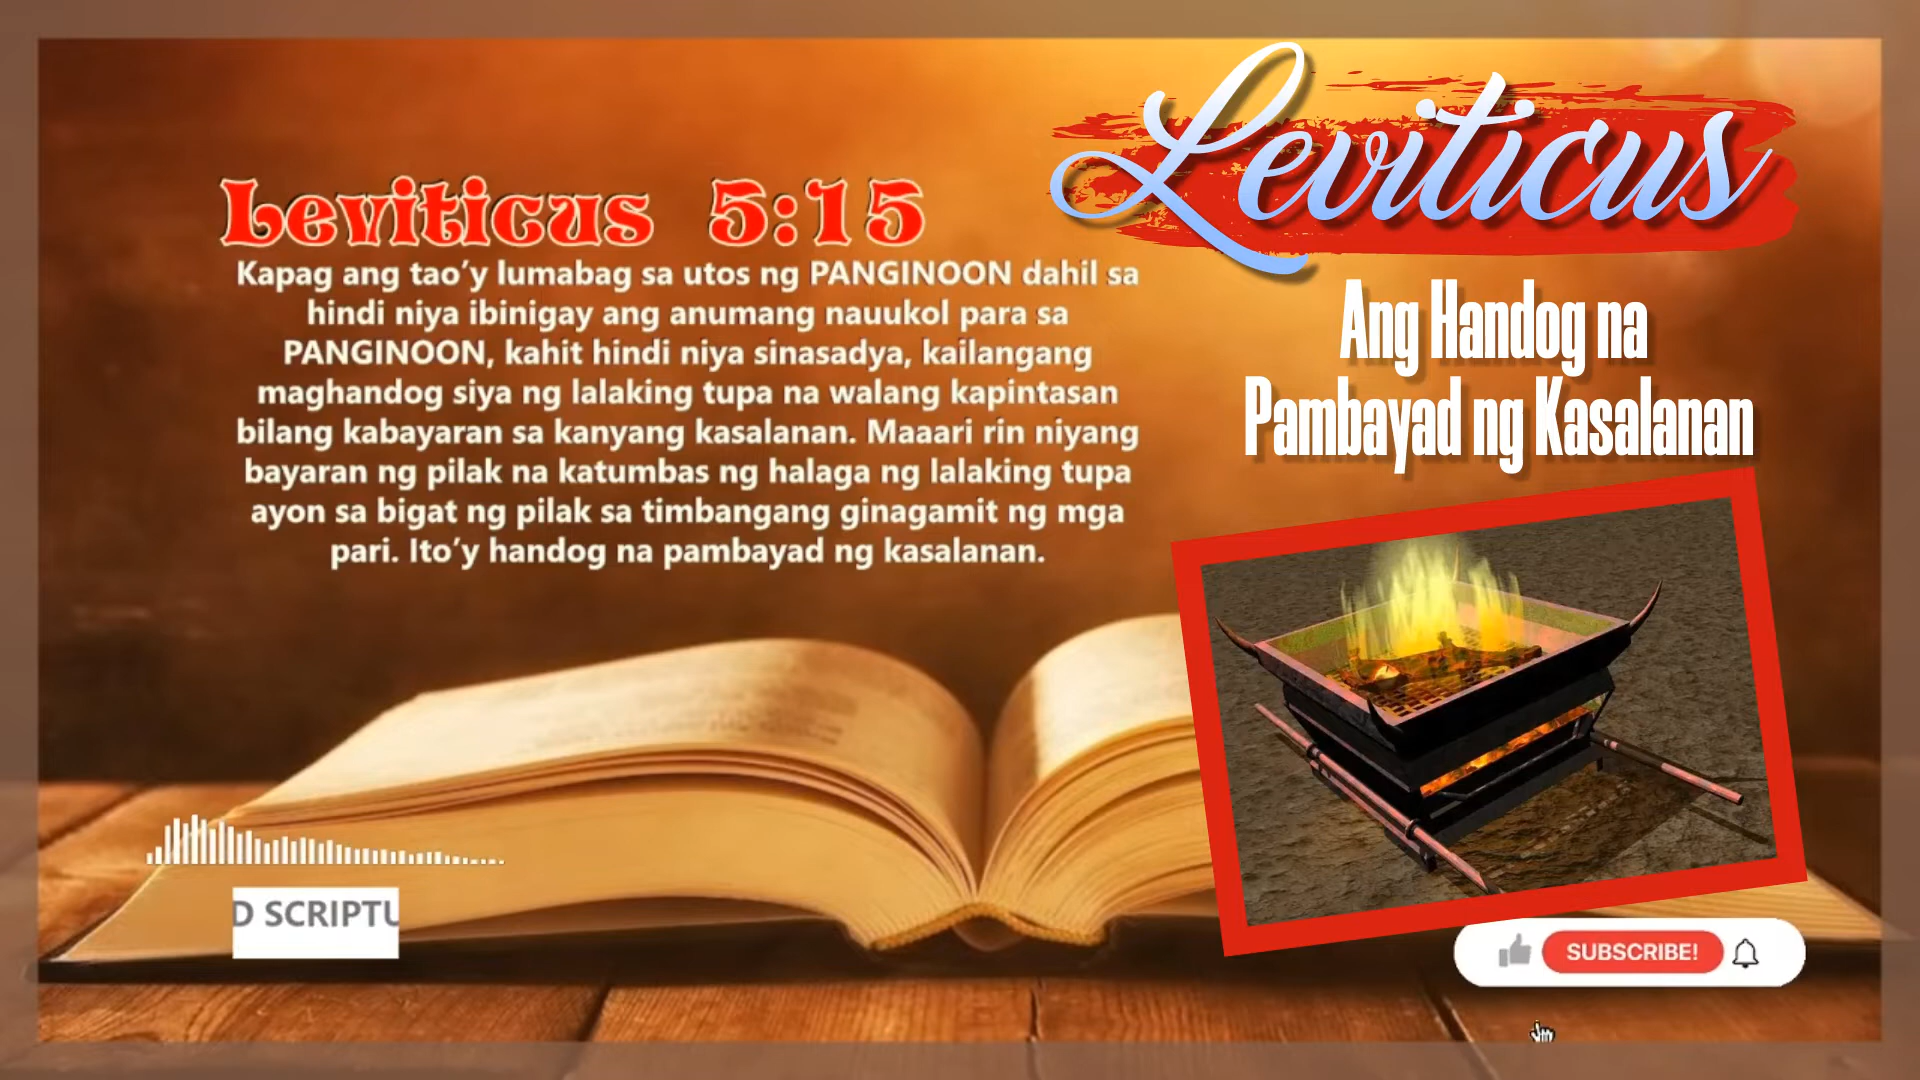 Leviticus
Leviticus 5:15
Kapag ang tao’y lumabag sa utos ng PANGINOON dahil sa
hindi niya ibinigay ang anumang nauukol para sa
PANGINOON, kahit hindi niya sinasadya, kailangang
maghandog siya ng lalaking tupa na walang kapintasan
bilang kabayaran sa kanyang kasalanan. Maaari rin niyang
bayaran ng pilak na katumbas ng halaga ng lalaking tupa
ayon sa bigat ng pilak sa timbangang ginagamit ng mga
pari. Ito’y handog na pambayad ng kasalanan.
Ang Handog na
Pambayad ng Kasalanan
D SCRIPTU
SUBSCRIBE!